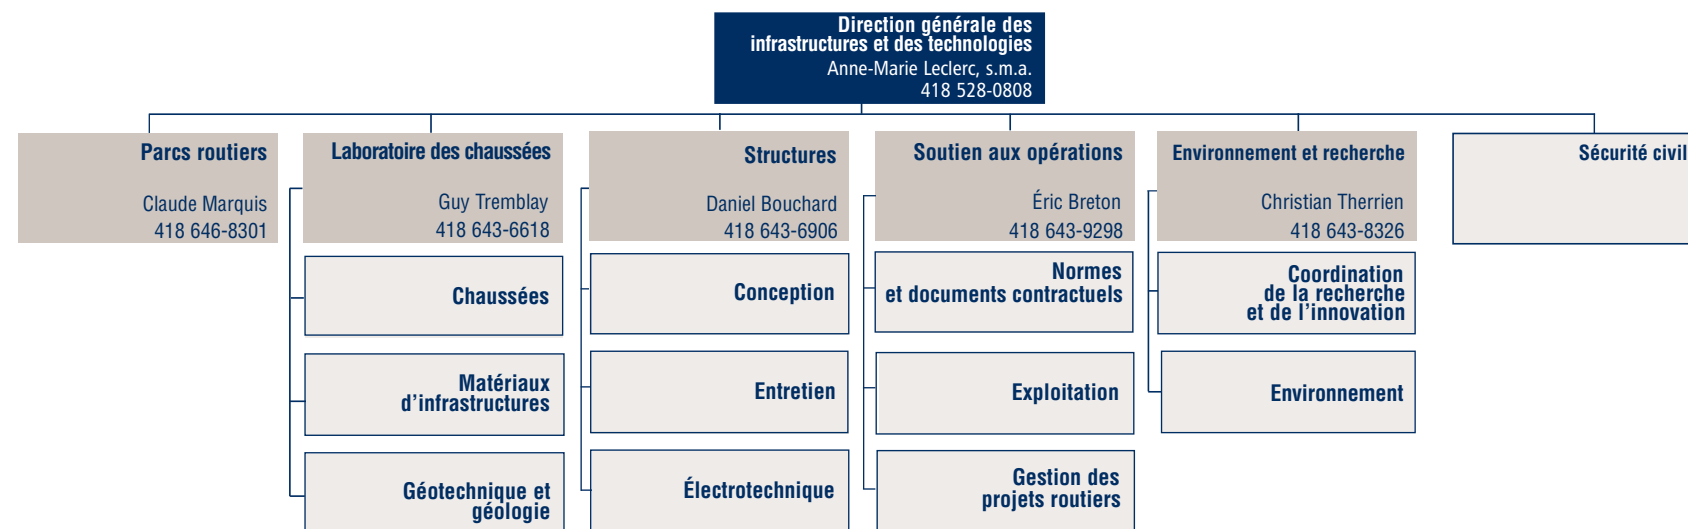 Direction générale des
infrastructures et des technologies
Anne-Marie Leclerc, s.m.a.
418 528-0808
Parcs routiers
Claude Marquis
418 646-8301
Laboratoire des chaussées
Guy Tremblay
418 643-6618
Chaussées
Matériaux
d’infrastructures
Géotechnique et
géologie
Structures
Daniel Bouchard
418 643-6906
Conception
Entretien
Électrotechnique
Soutien aux opérations
Éric Breton
418 643-9298
Normes
et documents contractuels
Exploitation
Gestion des
projets routiers
Environnement et recherche
Christian Therrien
418 643-8326
Coordination
de la recherche
et de l’innovation
Environnement
Sécurité civil